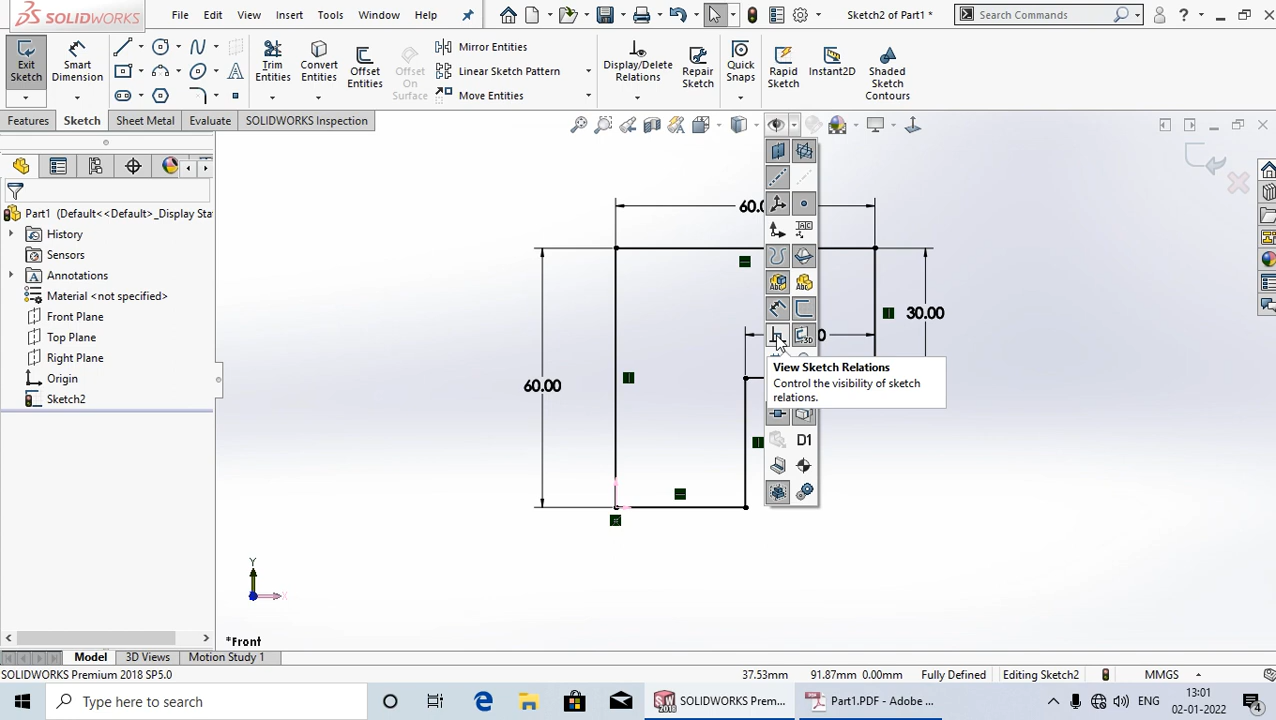 SOLIDWORKS
File Edit View Insert Tools Window Help
Sketch2 of Part1 *
Search Commands
Exit Sketch
Smart Dimension
Trim Entities
Convert Entities
Offset Entities
Offset On Surface
Mirror Entities
Linear Sketch Pattern
Move Entities
Display/Delete Relations
Repair Sketch
Quick Snaps
Rapid Sketch
Instant2D
Shaded Sketch Contours
Features Sketch Sheet Metal Evaluate SOLIDWORKS Inspection
Part1 (Default<<Default>_Display Sta
History
Sensors
Annotations
Material <not specified>
Front Plane
Top Plane
Right Plane
Origin
Sketch2
60.0
30.00
0
60.00
View Sketch Relations
Control the visibility of sketch
relations.
D1
Y
X
*Front
Model 3D Views Motion Study 1
SOLIDWORKS Premium 2018 SP5.0
37.53mm 91.87mm 0.00mm Fully Defined Editing Sketch2 MMGS
Type here to search
SOLIDWORKS Prem...
Part1.PDF - Adobe ...
ENG
13:01
02-01-2022
4